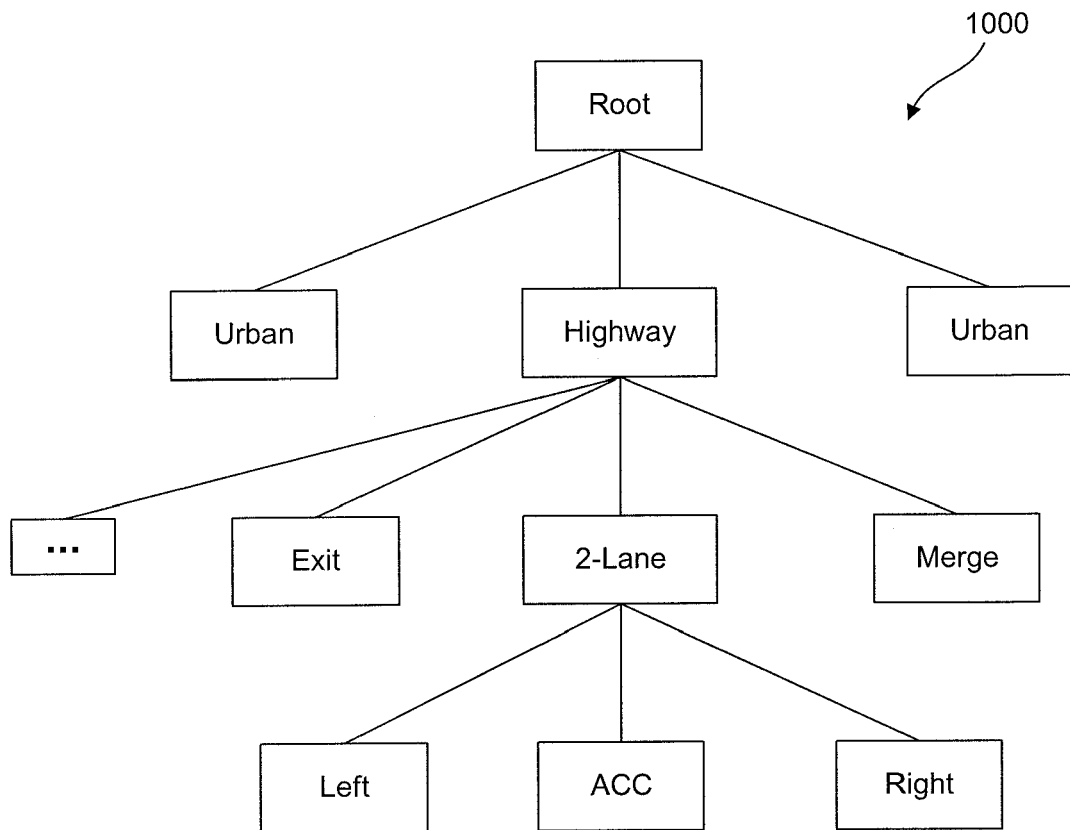 1000
Root
Urban
Highway
Urban
...
Exit
2-Lane
Merge
Left
ACC
Right